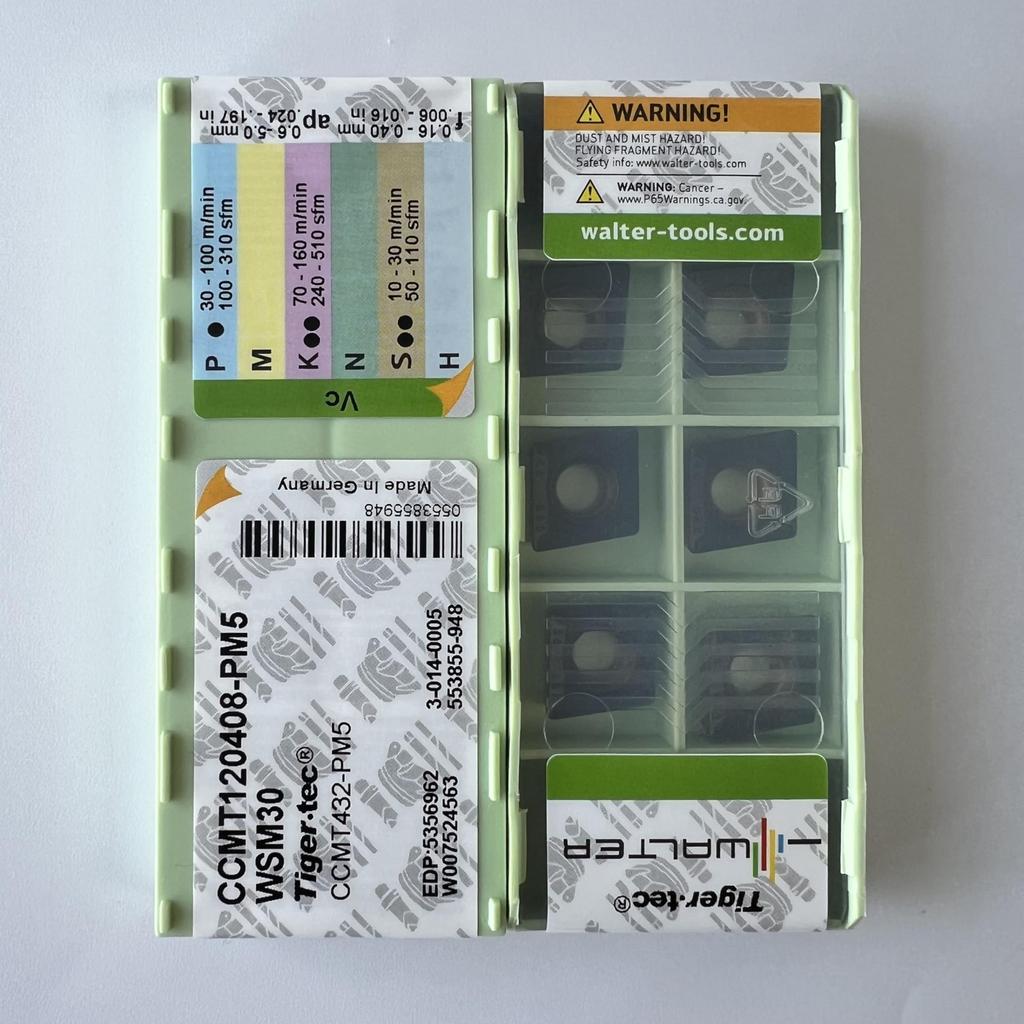 f 0.16 - 0.40 mm
.006 - .016 in
ap 0.6 -5.0 mm
.024 - .197 in
P ● 30 - 100 m/min
100 - 310 sfm
M
K ●● 70 - 160 m/min
240 - 510 sfm
N
S ●● 10 - 30 m/min
50 - 110 sfm
H
Vc
Made in Germany
0553855948
CCMT120408-PM5
WSM30
Tiger·tec®
CCMT432-PM5
3-014-0005
553855-948
EDP:5356962
W007524563
WARNING!
DUST AND MIST HAZARD!
FLYING FRAGMENT HAZARD!
Safety info: www.walter-tools.com
WARNING: Cancer –
www.P65Warnings.ca.gov
walter-tools.com
WALTER
Tiger·tec®